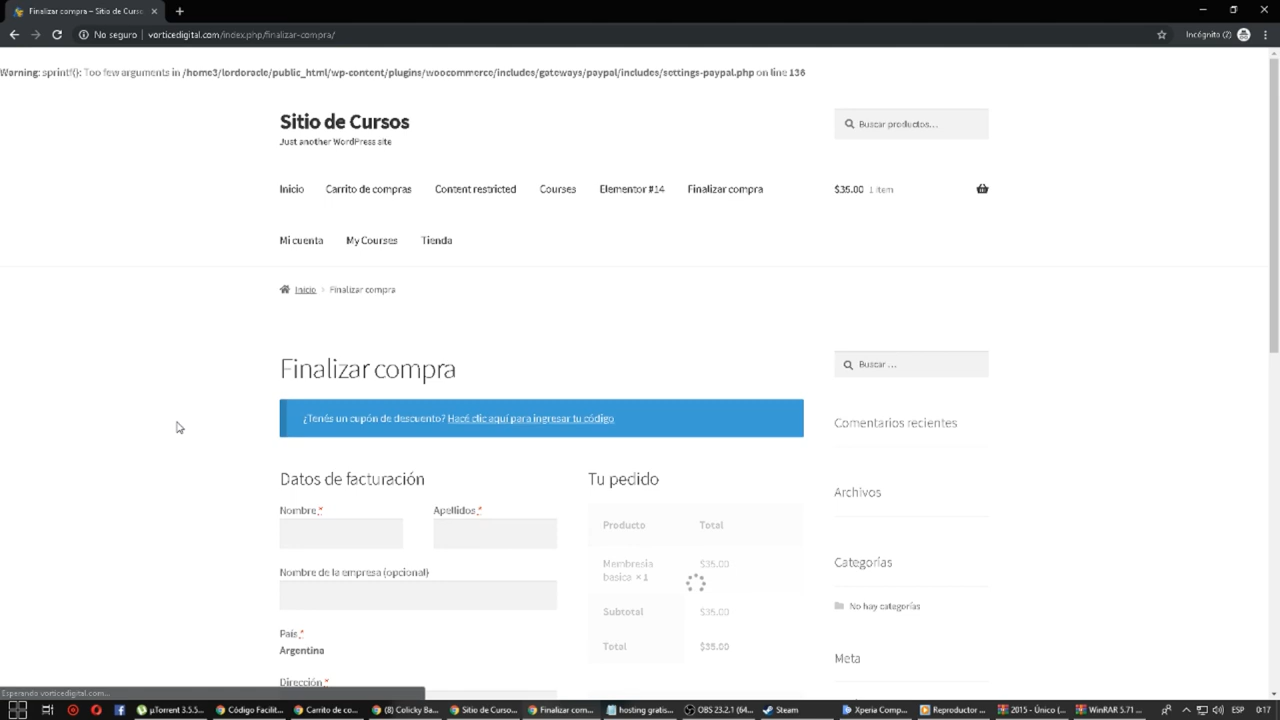 Finalizar compra – Sitio de Curso
No seguro | vorticedigital.com/index.php/finalizar-compra/
Incógnito (2)
Warning: sprintf(): Too few arguments in /home3/lordoracle/public_html/wp-content/plugins/woocommerce/includes/gateways/paypal/includes/settings-paypal.php on line 136
Sitio de Cursos
Just another WordPress site
Buscar productos…
Inicio Carrito de compras Content restricted Courses Elementor #14 Finalizar compra
$35.00 1 item
Mi cuenta My Courses Tienda
Inicio › Finalizar compra
Finalizar compra
Buscar …
¿Tenés un cupón de descuento? Hacé clic aquí para ingresar tu código
Comentarios recientes
Datos de facturación
Tu pedido
Archivos
Nombre * Apellidos *
Producto Total
Nombre de la empresa (opcional)
Membresia $35.00
basica × 1
Categorías
No hay categorías
Subtotal $35.00
País *
Argentina
Total $35.00
Meta
Dirección *
Esperando vorticedigital.com...
µTorrent 3.5.5... Código Facilit... Carrito de co... (8) Colicky Ba... Sitio de Curso... Finalizar com... hosting gratis... OBS 23.2.1 (64... Steam Xperia Comp... Reproductor ... 2015 - Único (... WinRAR 5.71 ... ESP 0:17